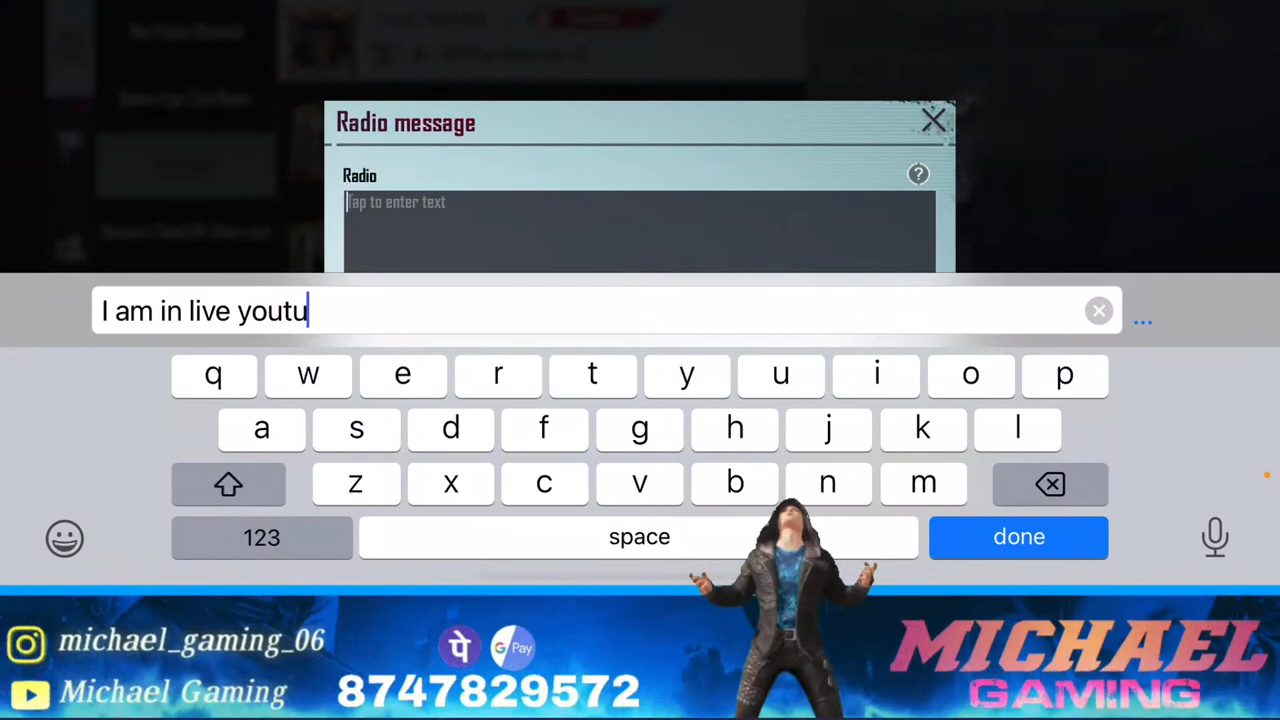 Radio message
Radio
?
Tap to enter text
I am in live youtu
...
q w e r t y u i o p
a s d f g h j k l
z x c v b n m
123 space done
michael_gaming_06
पे G Pay
Michael Gaming
8747829572
MICHAEL
GAMING